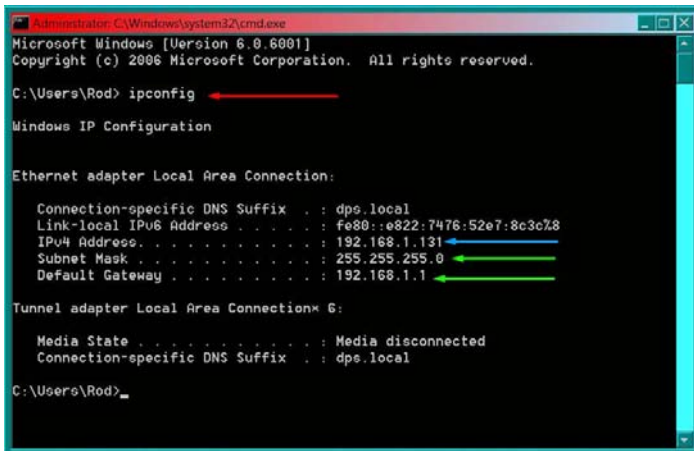 Administrator: C:\Windows\system32\cmd.exe
Microsoft Windows [Version 6.0.6001]
Copyright (c) 2006 Microsoft Corporation.  All rights reserved.
C:\Users\Rod> ipconfig
Windows IP Configuration
Ethernet adapter Local Area Connection:
Connection-specific DNS Suffix  . : dps.local
Link-local IPv6 Address . . . . . : fe80::e822:7476:52e7:8c3c%8
IPv4 Address. . . . . . . . . . . : 192.168.1.131
Subnet Mask . . . . . . . . . . . : 255.255.255.0
Default Gateway . . . . . . . . . : 192.168.1.1
Tunnel adapter Local Area Connection* 6:
Media State . . . . . . . . . . . : Media disconnected
Connection-specific DNS Suffix  . : dps.local
C:\Users\Rod>_